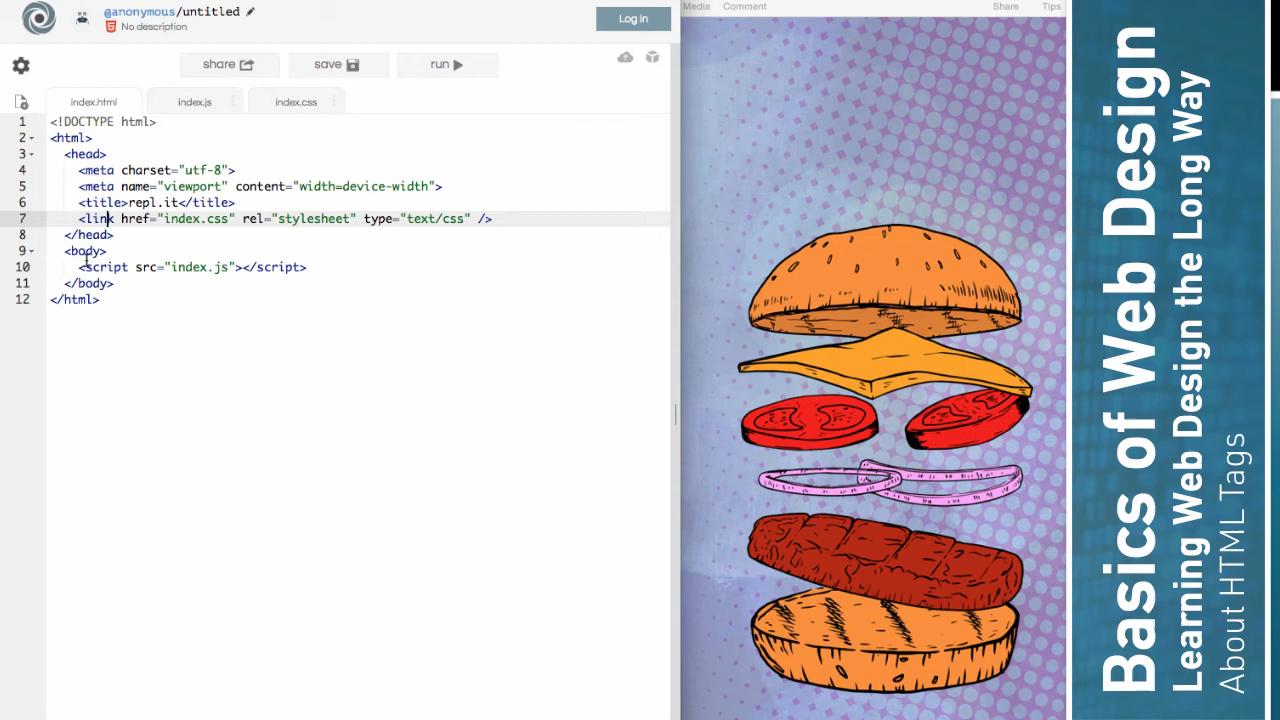 @anonymous/untitled
No description
Log in
share
save
run
index.html
index.js
index.css
1 <!DOCTYPE html>
2 <html>
3 <head>
4 <meta charset="utf-8">
5 <meta name="viewport" content="width=device-width">
6 <title>repl.it</title>
7 <link href="index.css" rel="stylesheet" type="text/css" />
8 </head>
9 <body>
10 <script src="index.js"></script>
11 </body>
12 </html>
Media
Comment
Share
Tips
Basics of Web Design
Learning Web Design the Long Way
About HTML Tags